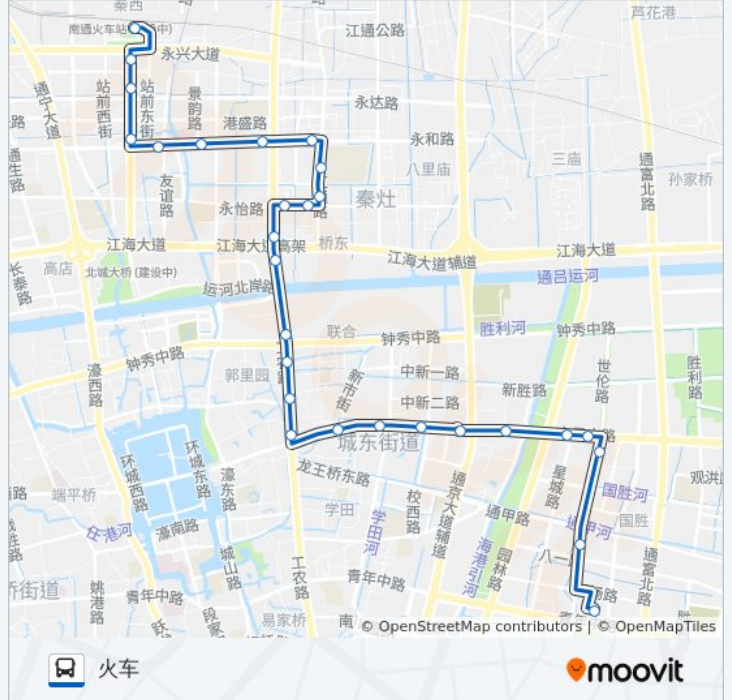 秦西
芦花港
江通公路
永兴大道
通宁大道
站前西街
站前东街
景韵路
永达路
港盛路
永和路
八里庙
三庙
通富北路
孙家桥
友谊路
永怡路
秦灶
江海大道
江海大道高架
桥东
江海大道辅道
江海大道
高店
北城大桥 (建设中)
通吕运河
长泰路
运河北岸路
联合
钟秀中路
胜利河
钟秀中路
钟秀中路
濠西路
郭里园
新市街
中新一路
新胜路
世伦路
胜利路
中新二路
城东街道
环城西路
环城东路
濠东路
龙王桥东路
星城路
观洪
端平桥
校西路
通京大道辅道
国胜河
学田
学田河
通甲路
通甲河
国胜
濠南路
城山路
海港引河
园林路
八一
通富北路
街道
姚港路
青年中路
工农路
青年中路
易家桥
南
© OpenStreetMap contributors | © OpenMapTiles
火车
moovit